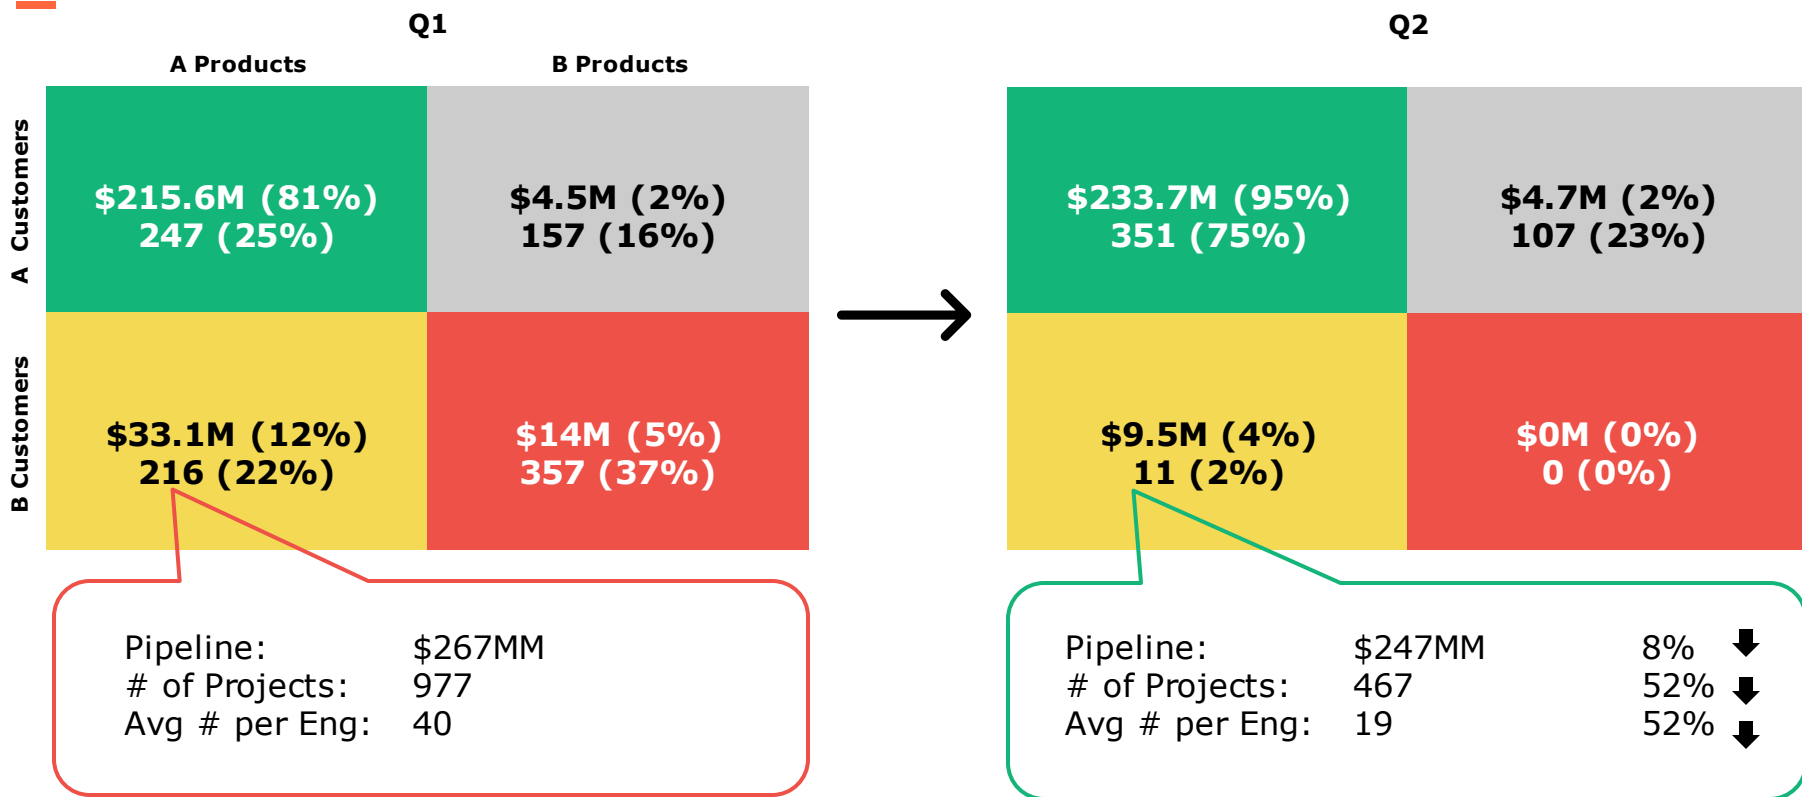 Q1
A Products
B Products
A Customers
$215.6M (81%)
247 (25%)
$4.5M (2%)
157 (16%)
B Customers
$33.1M (12%)
216 (22%)
$14M (5%)
357 (37%)
Pipeline: $267MM
# of Projects: 977
Avg # per Eng: 40
Q2
$233.7M (95%)
351 (75%)
$4.7M (2%)
107 (23%)
$9.5M (4%)
11 (2%)
$0M (0%)
0 (0%)
Pipeline: $247MM 8%
# of Projects: 467 52%
Avg # per Eng: 19 52%